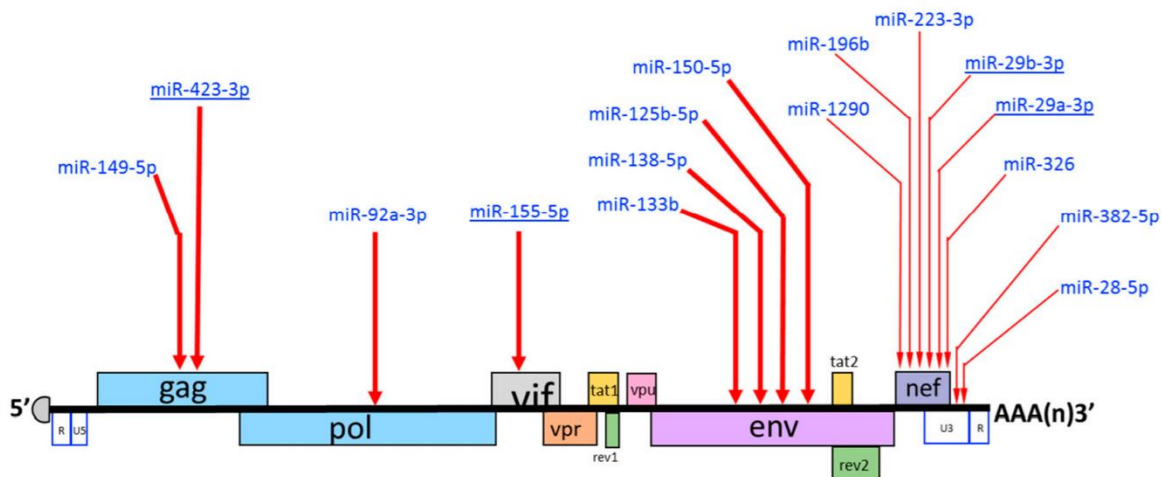 miR-223-3p
miR-196b
miR-150-5p
miR-29b-3p
miR-423-3p
miR-125b-5p
miR-1290
miR-29a-3p
miR-149-5p
miR-138-5p
miR-326
miR-92a-3p
miR-155-5p
miR-133b
miR-382-5p
miR-28-5p
tat2
gag
vif
tat1
vpu
nef
5’
AAA(n)3’
R
U5
pol
vpr
rev1
env
U3
R
rev2